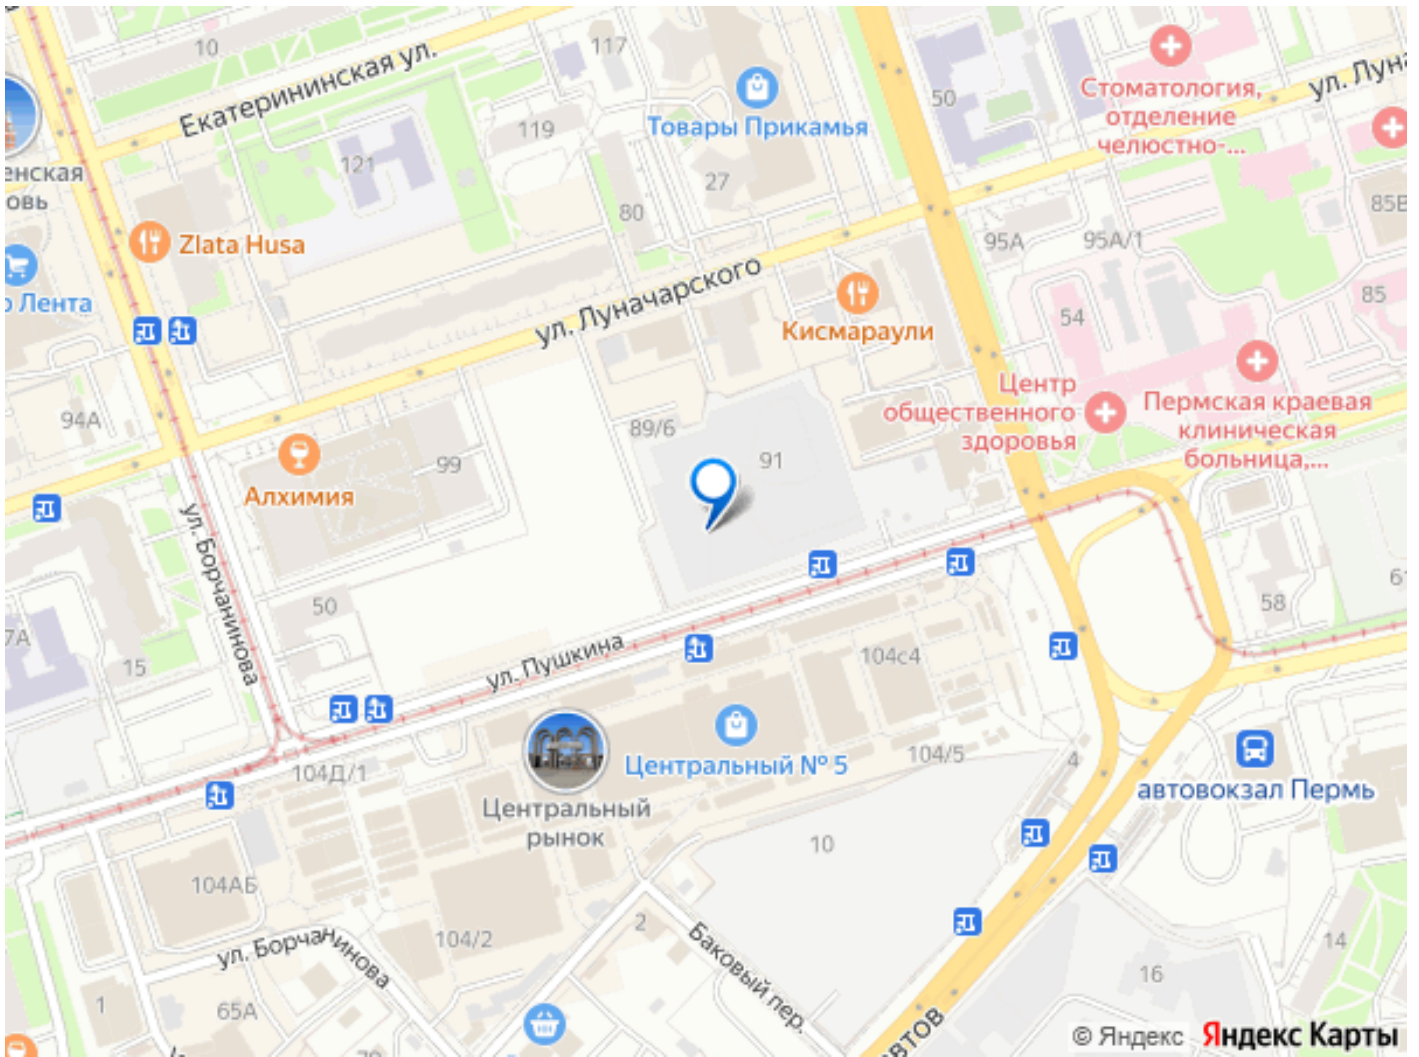 10
Екатерининская ул.
117
119
121
Товары Прикамья
27
80
50
Стоматология,
отделение
челюстно-...
ул. Луна
85В
95А
95А/1
85
54
енская
овь
Zlata Husa
о Лента
ул. Луначарского
Кисмараули
94А
Центр
общественного
здоровья
Пермская краевая
клиническая
больница,...
89/6
91
99
Алхимия
ул. Борчанинова
50
7А
15
58
61
ул. Пушкина
104с4
104/5
4
Центральный № 5
104Д/1
Центральный
рынок
автовокзал Пермь
10
104АБ
104/2
2
ул. Борчанинова
Баковый пер.
65А
1
14
16
автов
© Яндекс Яндекс Карты